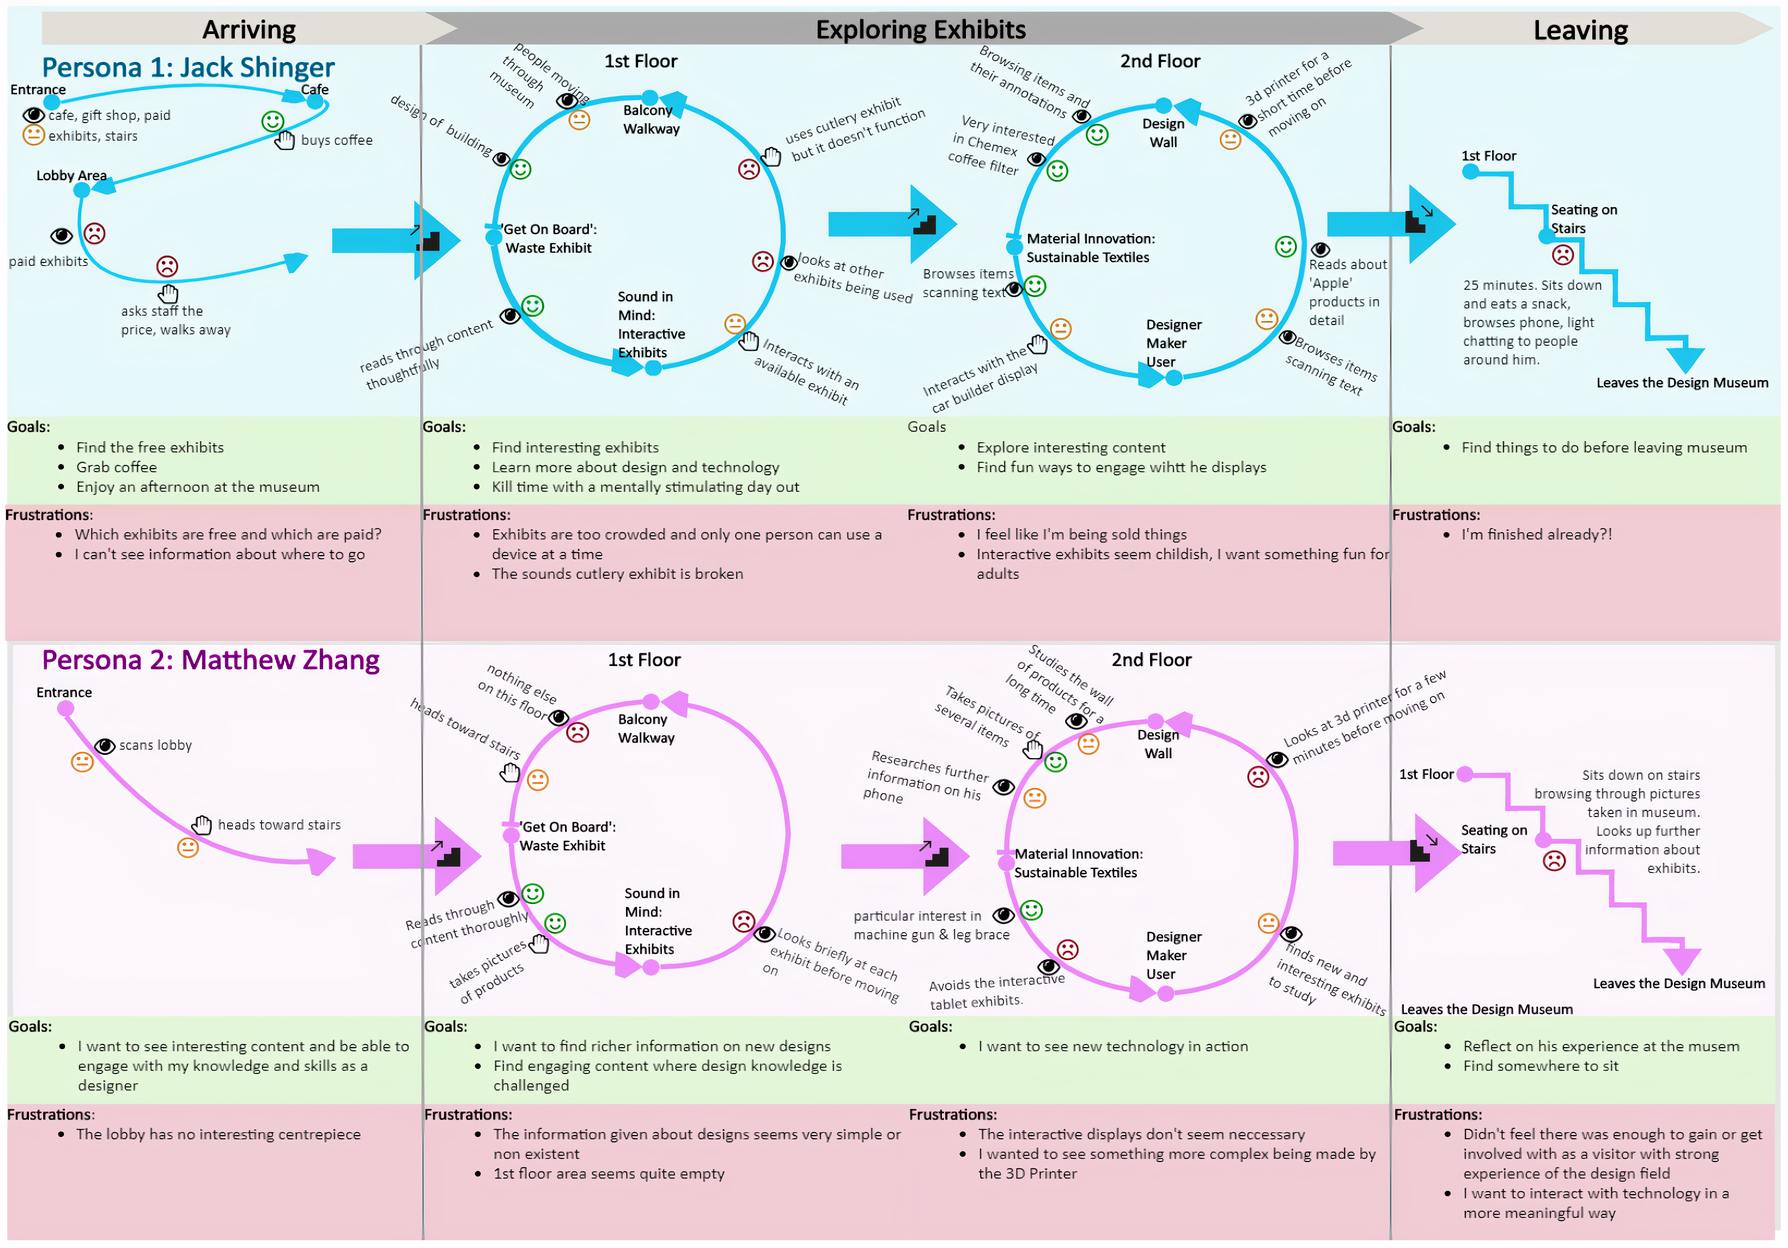 Arriving
Exploring Exhibits
Leaving
Persona 1: Jack Shinger
Entrance
cafe, gift shop, paid
exhibits, stairs
Cafe
buys coffee
Lobby Area
paid exhibits
asks staff the
price, walks away
1st Floor
people moving
through
museum
design of building
Balcony
Walkway
uses cutlery exhibit
but it doesn't function
'Get On Board':
Waste Exhibit
looks at other
exhibits being used
Sound in
Mind:
Interactive
Exhibits
reads through content
thoughtfully
Interacts with an
available exhibit
2nd Floor
Browsing items and
their annotations
3d printer for a
short time before
moving on
Very interested
in Chemex
coffee filter
Design
Wall
Material Innovation:
Sustainable Textiles
Browses items
scanning text
Reads about
'Apple'
products in
detail
Designer
Maker
User
Interacts with the
car builder display
Browses items
scanning text
1st Floor
Seating on
Stairs
25 minutes. Sits down
and eats a snack,
browses phone, light
chatting to people
around him.
Leaves the Design Museum
Goals:
Find the free exhibits
Grab coffee
Enjoy an afternoon at the museum
Goals:
Find interesting exhibits
Learn more about design and technology
Kill time with a mentally stimulating day out
Goals
Explore interesting content
Find fun ways to engage wihtt he displays
Goals:
Find things to do before leaving museum
Frustrations:
Which exhibits are free and which are paid?
I can't see information about where to go
Frustrations:
Exhibits are too crowded and only one person can use a
device at a time
The sounds cutlery exhibit is broken
Frustrations:
I feel like I'm being sold things
Interactive exhibits seem childish, I want something fun for
adults
Frustrations:
I'm finished already?!
Persona 2: Matthew Zhang
Entrance
scans lobby
heads toward stairs
1st Floor
nothing else
on this floor
heads toward stairs
Balcony
Walkway
'Get On Board':
Waste Exhibit
Reads through
content thoroughly
takes pictures
of products
Sound in
Mind:
Interactive
Exhibits
Looks briefly at each
exhibit before moving
on
2nd Floor
Studies the wall
of products for a
long time
Takes pictures of
several items
Researches further
information on his
phone
Design
Wall
Looks at 3d printer for a few
minutes before moving on
Material Innovation:
Sustainable Textiles
particular interest in
machine gun & leg brace
Avoids the interactive
tablet exhibits.
Designer
Maker
User
finds new and
interesting exhibits
to study
1st Floor
Seating on
Stairs
Sits down on stairs
browsing through pictures
taken in museum.
Looks up further
information about
exhibits.
Leaves the Design Museum
Leaves the Design Museum
Goals:
I want to see interesting content and be able to
engage with my knowledge and skills as a
designer
Goals:
I want to find richer information on new designs
Find engaging content where design knowledge is
challenged
Goals:
I want to see new technology in action
Goals:
Reflect on his experience at the musem
Find somewhere to sit
Frustrations:
The lobby has no interesting centrepiece
Frustrations:
The information given about designs seems very simple or
non existent
1st floor area seems quite empty
Frustrations:
The interactive displays don't seem neccessary
I wanted to see something more complex being made by
the 3D Printer
Frustrations:
Didn't feel there was enough to gain or get
involved with as a visitor with strong
experience of the design field
I want to interact with technology in a
more meaningful way